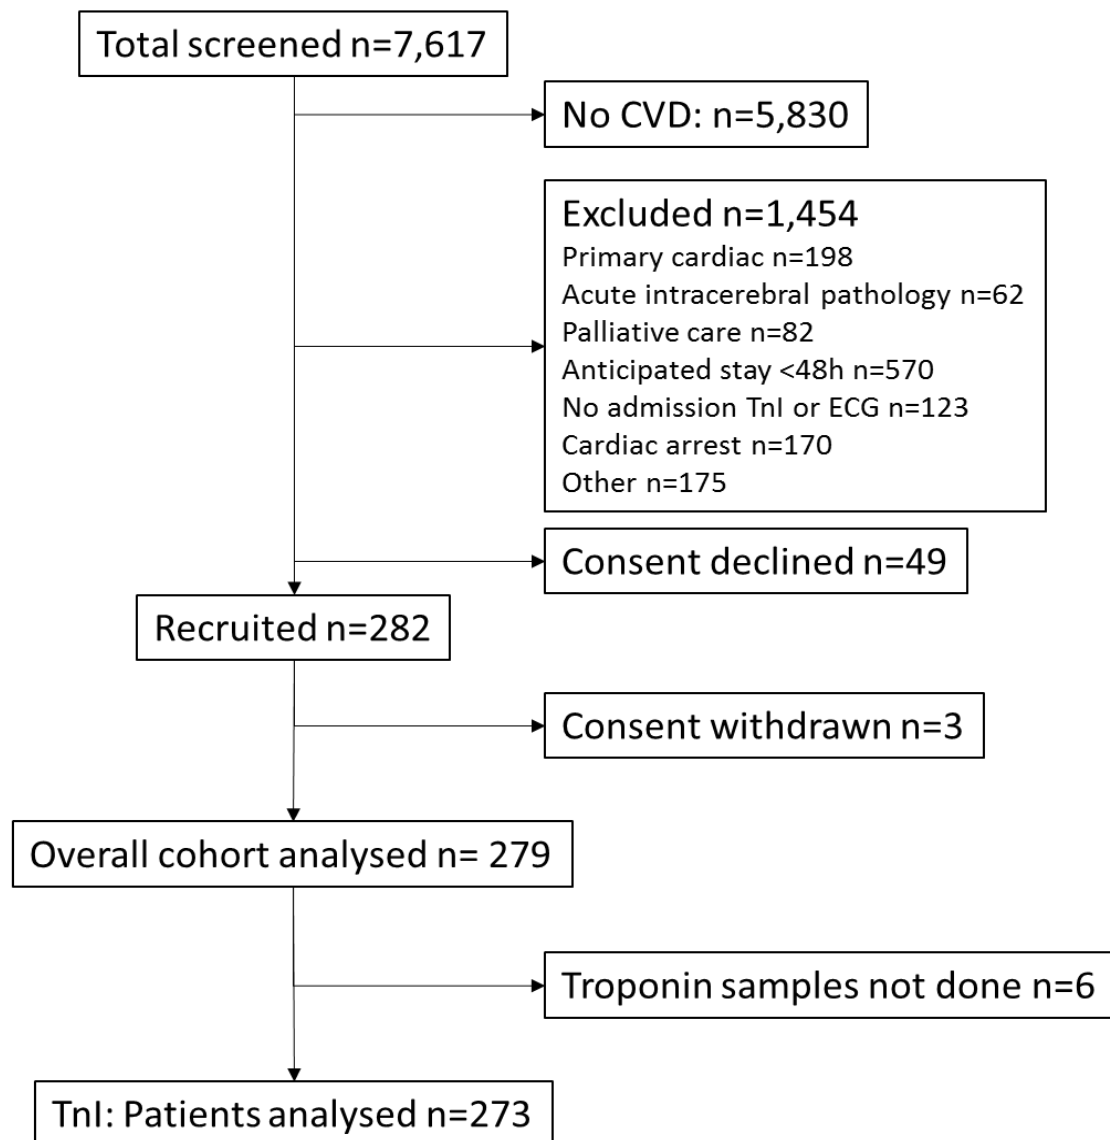 Total screened n=7,617
No CVD: n=5,830
Excluded n=1,454
Primary cardiac n=198
Acute intracerebral pathology n=62
Palliative care n=82
Anticipated stay <48h n=570
No admission TnI or ECG n=123
Cardiac arrest n=170
Other n=175
Consent declined n=49
Recruited n=282
Consent withdrawn n=3
Overall cohort analysed n= 279
Troponin samples not done n=6
TnI: Patients analysed n=273